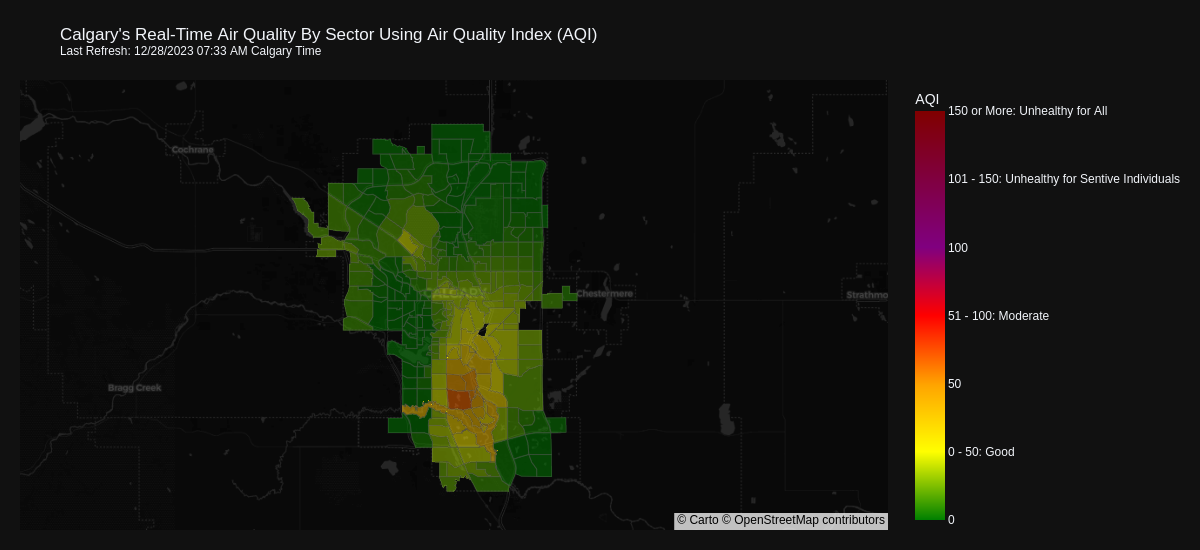 Calgary's Real-Time Air Quality By Sector Using Air Quality Index (AQI)
Last Refresh: 12/28/2023 07:33 AM Calgary Time
AQI
150 or More: Unhealthy for All
101 - 150: Unhealthy for Sentive Individuals
100
51 - 100: Moderate
50
0 - 50: Good
0
Cochrane
CALGARY
Chestermere
Strathmo
Bragg Creek
© Carto © OpenStreetMap contributors